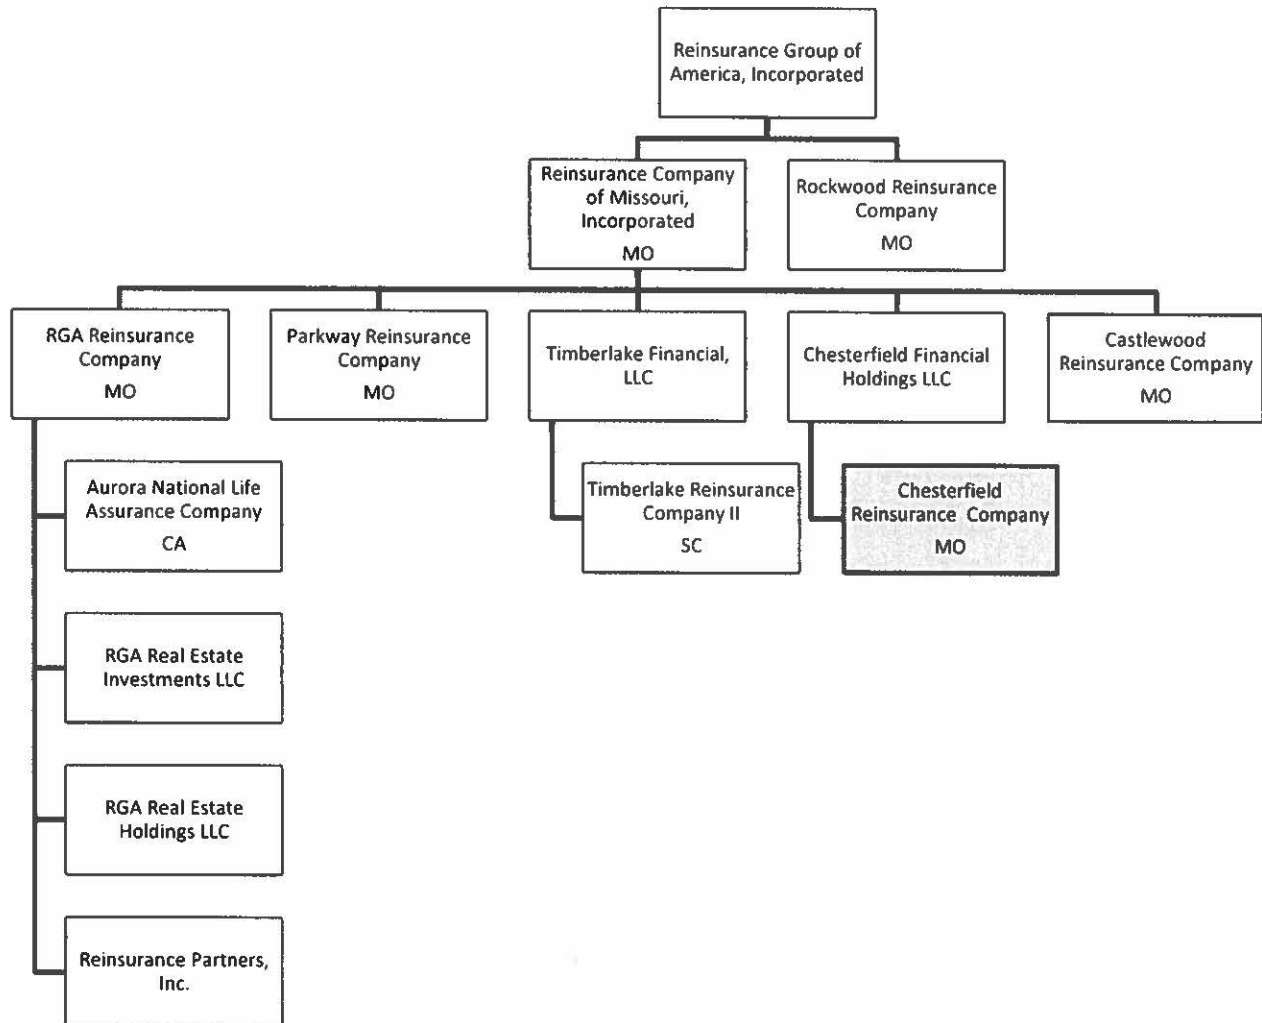 Reinsurance Group of
America, Incorporated
Reinsurance Company
of Missouri,
Incorporated
MO
Rockwood Reinsurance
Company
MO
RGA Reinsurance
Company
MO
Parkway Reinsurance
Company
MO
Timberlake Financial,
LLC
Chesterfield Financial
Holdings LLC
Castlewood
Reinsurance Company
MO
Aurora National Life
Assurance Company
CA
Timberlake Reinsurance
Company II
SC
Chesterfield
Reinsurance Company
MO
RGA Real Estate
Investments LLC
RGA Real Estate
Holdings LLC
Reinsurance Partners,
Inc.